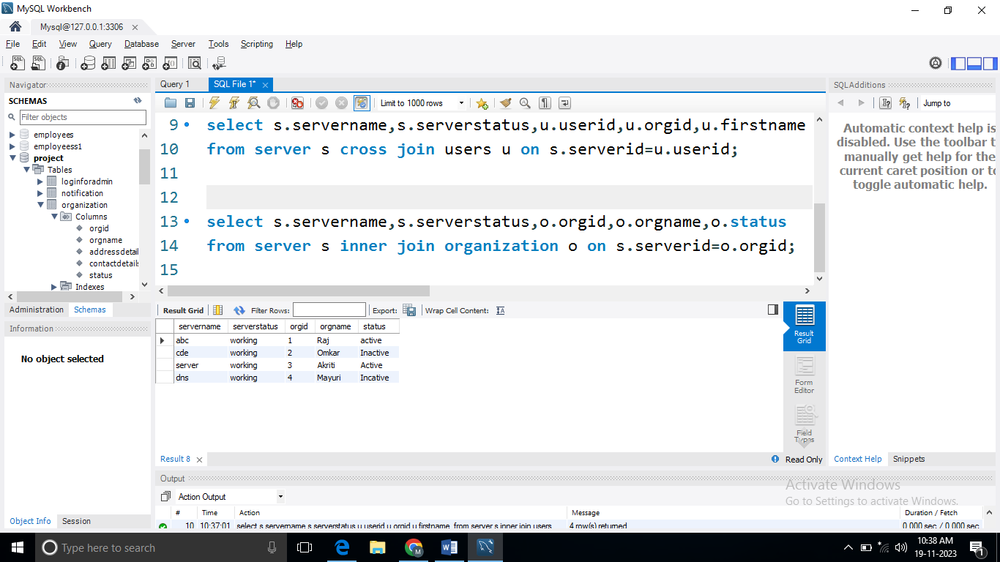 MySQL Workbench
Mysql@127.0.0.1:3306
File Edit View Query Database Server Tools Scripting Help
Navigator
SCHEMAS
Filter objects
employees
employeess1
project
Tables
loginforadmin
notification
organization
Columns
orgid
orgname
addressdetail
contactdetails
status
Indexes
Administration Schemas
Information
No object selected
Object Info Session
Query 1 SQL File 1*
Limit to 1000 rows
9 select s.servername,s.serverstatus,u.userid,u.orgid,u.firstname
10 from server s cross join users u on s.serverid=u.userid;
11
12
13 select s.servername,s.serverstatus,o.orgid,o.orgname,o.status
14 from server s inner join organization o on s.serverid=o.orgid;
15
Result Grid Filter Rows: Export: Wrap Cell Content:
servername serverstatus orgid orgname status
abc working 1 Raj active
cde working 2 Omkar Inactive
server working 3 Akriti Active
dns working 4 Mayuri Incative
Result Grid
Form Editor
Field Types
Result 8
Read Only
SQLAdditions
Jump to
Automatic context help is
disabled. Use the toolbar t
manually get help for the
current caret position or to
toggle automatic help.
Context Help Snippets
Output
Action Output
# Time Action Message Duration / Fetch
10 10:37:01 select s.servername,s.serverstatus,u.userid,u.orgid,u.firstname from server s inner join users 4 row(s) returned 0.000 sec / 0.000 sec
Activate Windows
Go to Settings to activate Windows.
Type here to search
10:38 AM
19-11-2023
1